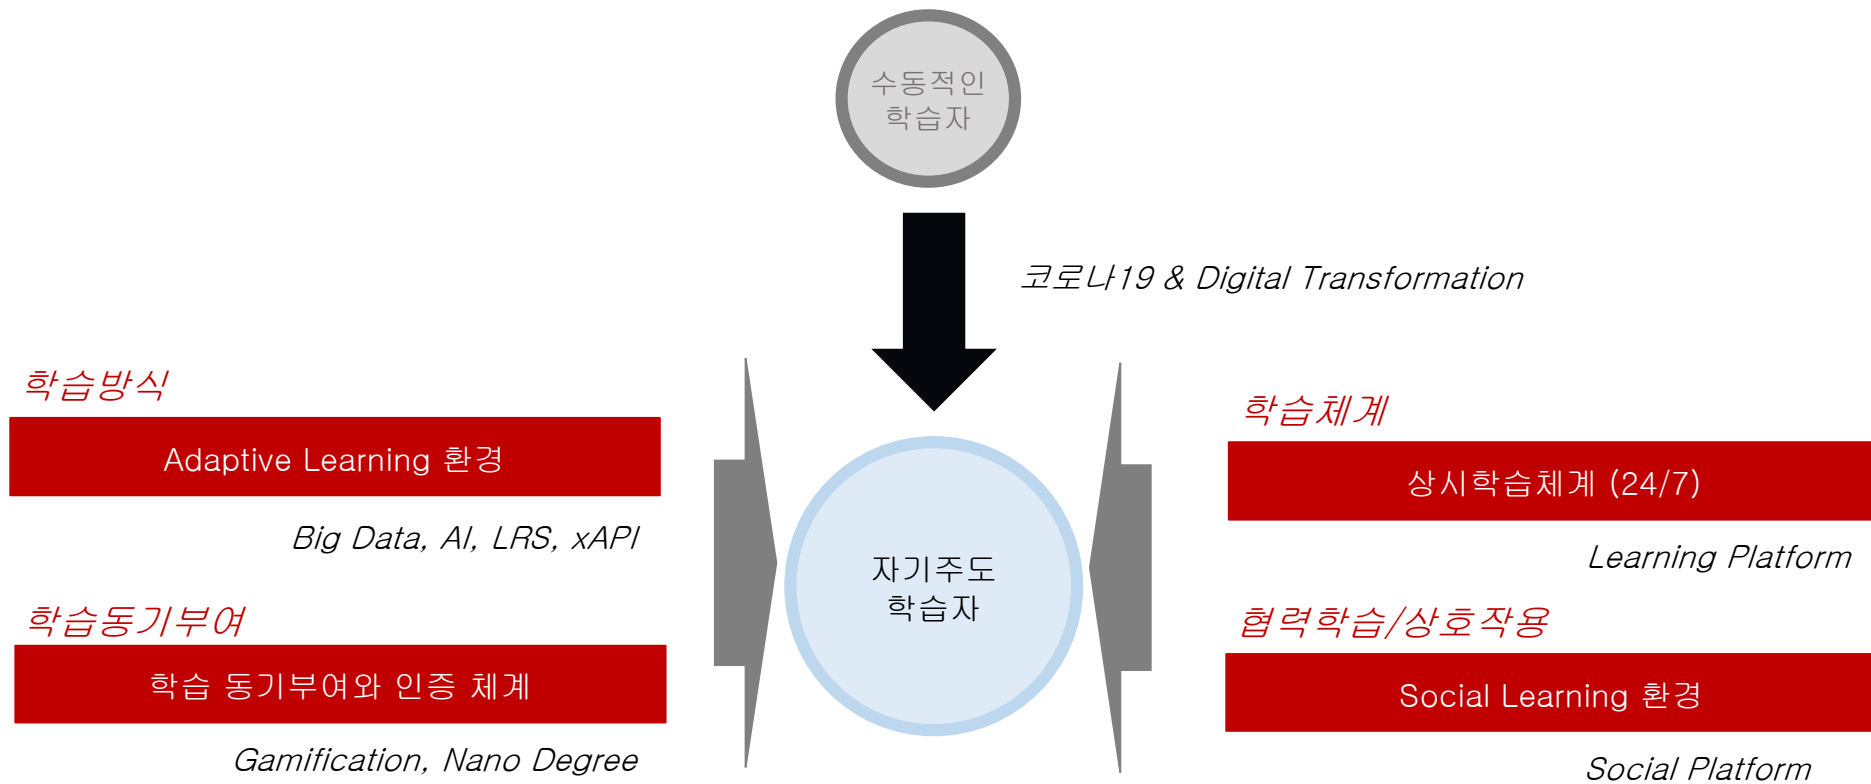 수동적인
학습자
코로나19 & Digital Transformation
학습방식
Adaptive Learning 환경
Big Data, AI, LRS, xAPI
학습동기부여
학습 동기부여와 인증 체계
Gamification, Nano Degree
자기주도
학습자
학습체계
상시학습체계 (24/7)
Learning Platform
협력학습/상호작용
Social Learning 환경
Social Platform